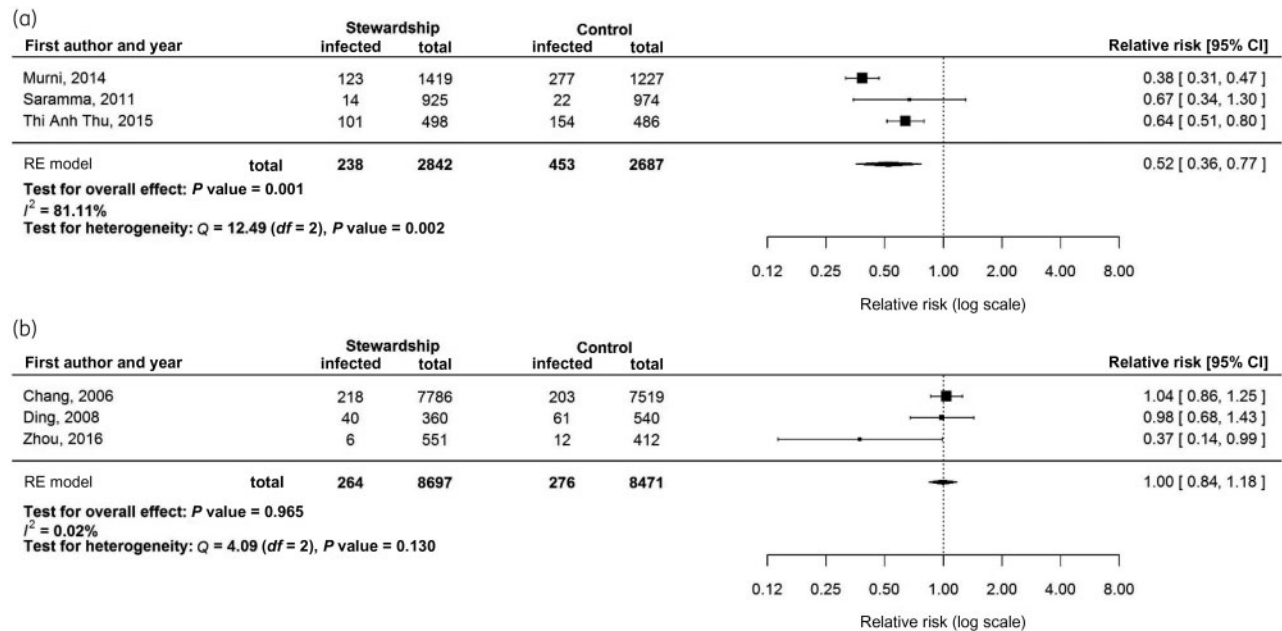 (a)
Stewardship Control
First author and year infected total infected total Relative risk [95% CI]
Murni, 2014 123 1419 277 1227 0.38 [ 0.31, 0.47]
Saramma, 2011 14 925 22 974 0.67 [ 0.34, 1.30]
Thi Anh Thu, 2015 101 498 154 486 0.64 [ 0.51, 0.80]
RE model total 238 2842 453 2687 0.52 [ 0.36, 0.77]
Test for overall effect: P value = 0.001
I² = 81.11%
Test for heterogeneity: Q = 12.49 (df = 2), P value = 0.002
0.12 0.25 0.50 1.00 2.00 4.00 8.00
Relative risk (log scale)
(b)
Stewardship Control
First author and year infected total infected total Relative risk [95% CI]
Chang, 2006 218 7786 203 7519 1.04 [ 0.86, 1.25]
Ding, 2008 40 360 61 540 0.98 [ 0.68, 1.43]
Zhou, 2016 6 551 12 412 0.37 [ 0.14, 0.99]
RE model total 264 8697 276 8471 1.00 [ 0.84, 1.18]
Test for overall effect: P value = 0.965
I² = 0.02%
Test for heterogeneity: Q = 4.09 (df = 2), P value = 0.130
0.12 0.25 0.50 1.00 2.00 4.00 8.00
Relative risk (log scale)